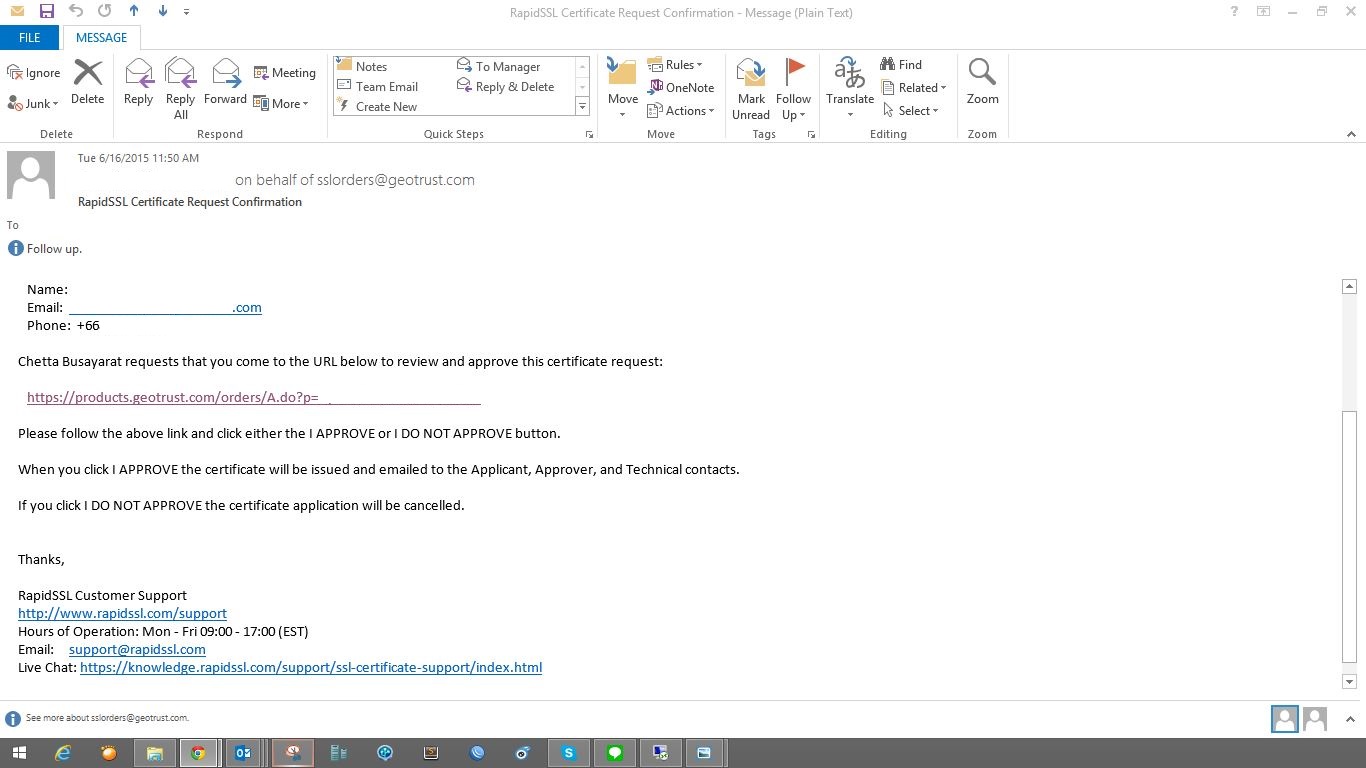 RapidSSL Certificate Request Confirmation - Message (Plain Text)
FILE MESSAGE
Ignore
Junk
Delete
Delete
Reply
Reply All
Forward
Meeting
More
Respond
Notes
To Manager
Team Email
Reply & Delete
Create New
Quick Steps
Move
Rules
OneNote
Actions
Move
Mark Unread
Follow Up
Tags
Translate
Find
Related
Select
Editing
Zoom
Zoom
Tue 6/16/2015 11:50 AM
on behalf of sslorders@geotrust.com
RapidSSL Certificate Request Confirmation
To
Follow up.
Name:
Email: .com
Phone: +66
Chetta Busayarat requests that you come to the URL below to review and approve this certificate request:
https://products.geotrust.com/orders/A.do?p=
Please follow the above link and click either the I APPROVE or I DO NOT APPROVE button.
When you click I APPROVE the certificate will be issued and emailed to the Applicant, Approver, and Technical contacts.
If you click I DO NOT APPROVE the certificate application will be cancelled.
Thanks,
RapidSSL Customer Support
http://www.rapidssl.com/support
Hours of Operation: Mon - Fri 09:00 - 17:00 (EST)
Email: support@rapidssl.com
Live Chat: https://knowledge.rapidssl.com/support/ssl-certificate-support/index.html
See more about sslorders@geotrust.com.